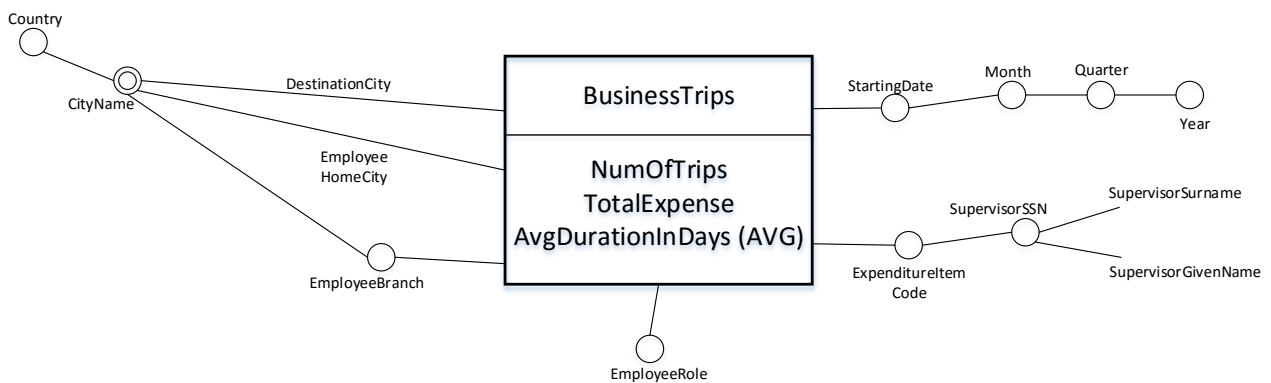 Country
CityName
DestinationCity
Employee
HomeCity
EmployeeBranch
BusinessTrips
NumOfTrips
TotalExpense
AvgDurationInDays (AVG)
EmployeeRole
StartingDate
Month
Quarter
Year
ExpenditureItem
Code
SupervisorSSN
SupervisorSurname
SupervisorGivenName